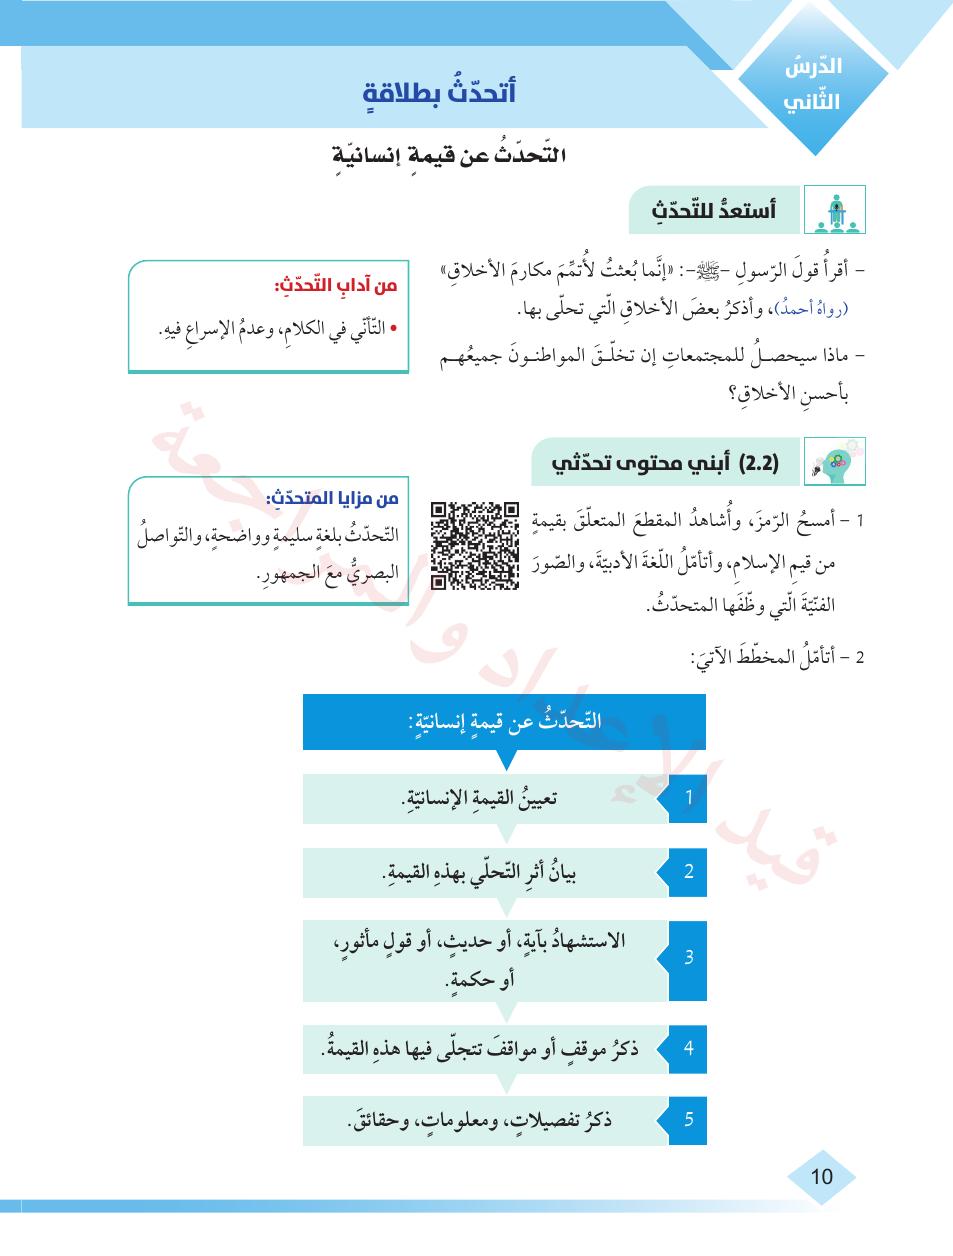 الدّرسُ
الثّاني
أتحدّثُ بطلاقةٍ
التّحدّثُ عن قيمةٍ إنسانيّةٍ
أستعدُّ للتّحدّثِ
– أقرأُ قولَ الرّسولِ –ﷺ–: «إنَّما بُعثتُ لأُتمِّمَ مكارمَ الأخلاقِ»
(رواهُ أحمدُ)، وأذكرُ بعضَ الأخلاقِ الّتي تحلّى بها.
– ماذا سيحصلُ للمجتمعاتِ إن تخلّقَ المواطنونَ جميعُهم
بأحسنِ الأخلاقِ؟
من آدابِ التّحدّثِ:
• التّأنّي في الكلامِ، وعدمُ الإسراعِ فيهِ.
(2.2) أبني محتوى تحدّثي
1 – أمسحُ الرّمزَ، وأُشاهدُ المقطعَ المتعلّقَ بقيمةٍ
من قيمِ الإسلامِ، وأتأمّلُ اللّغةَ الأدبيّةَ، والصّورَ
الفنّيّةَ الّتي وظّفَها المتحدّثُ.
من مزايا المتحدّثِ:
التّحدّثُ بلغةٍ سليمةٍ وواضحةٍ، والتّواصلُ
البصريُّ معَ الجمهورِ.
2 – أتأمّلُ المخطّطَ الآتيَ:
التّحدّثُ عن قيمةٍ إنسانيّةٍ:
1 تعيينُ القيمةِ الإنسانيّةِ.
2 بيانُ أثرِ التّحلّي بهذهِ القيمةِ.
3 الاستشهادُ بآيةٍ، أو حديثٍ، أو قولٍ مأثورٍ،
أو حكمةٍ.
4 ذكرُ موقفٍ أو مواقفَ تتجلّى فيها هذهِ القيمةُ.
5 ذكرُ تفصيلاتٍ، ومعلوماتٍ، وحقائقَ.
10
قيد الإعداد والمراجعة